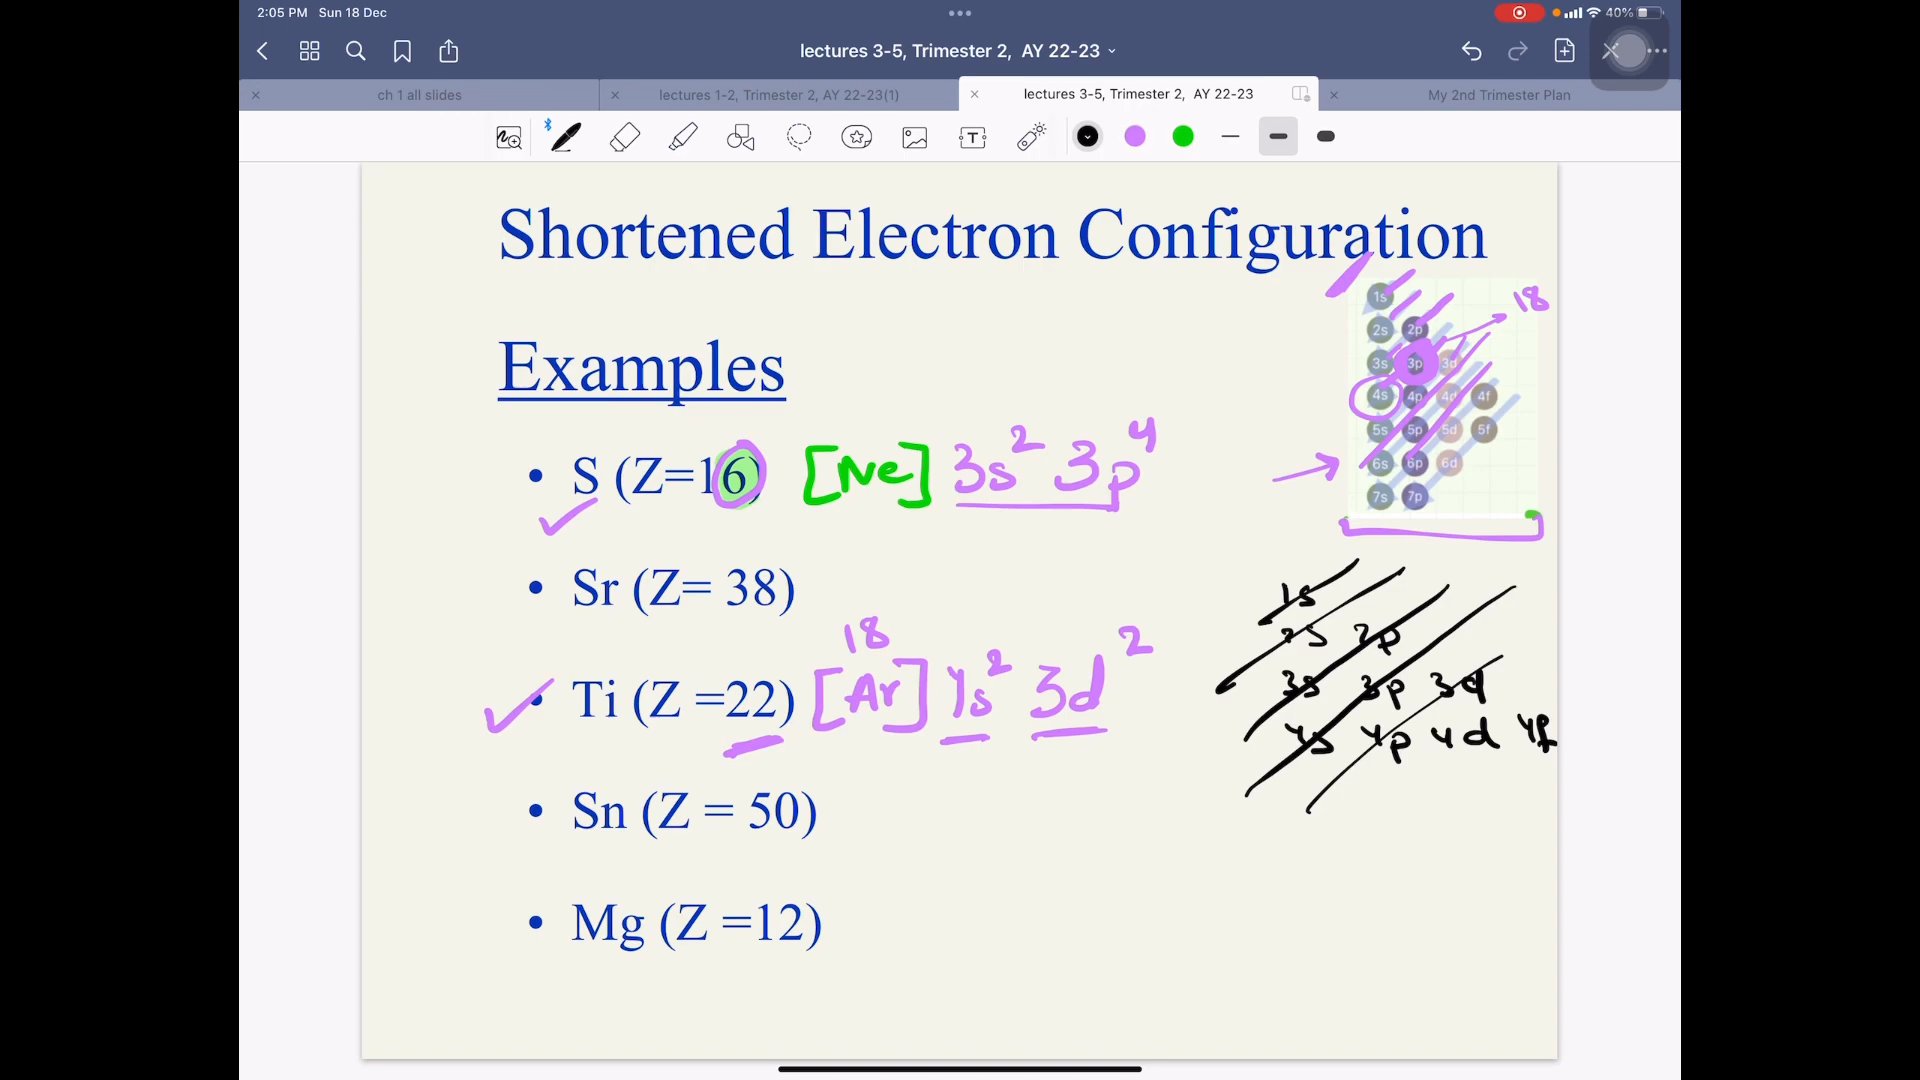 2:05 PM Sun 18 Dec
40%
lectures 3-5, Trimester 2, AY 22-23
ch 1 all slides
lectures 1-2, Trimester 2, AY 22-23(1)
lectures 3-5, Trimester 2, AY 22-23
My 2nd Trimester Plan
Shortened Electron Configuration
18
1s
2s 2p
3s 3p 3d
4s 4p 4d 4f
5s 5p 5d 5f
6s 6p 6d
7s 7p
Examples
• S (Z=16) [Ne] 3s² 3p⁴
• Sr (Z= 38)
18
• Ti (Z =22) [Ar] 4s² 3d²
• Sn (Z = 50)
• Mg (Z =12)
1s
2s 2p
3s 3p 3d
4s 4p 4d 4f